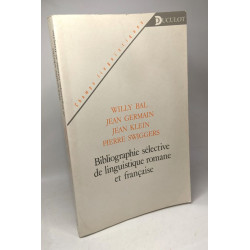 DUCULOT
WILLY BAL
JEAN GERMAIN
JEAN KLEIN
PIERRE SWIGGERS
Bibliographie sélective
de linguistique romane
et française